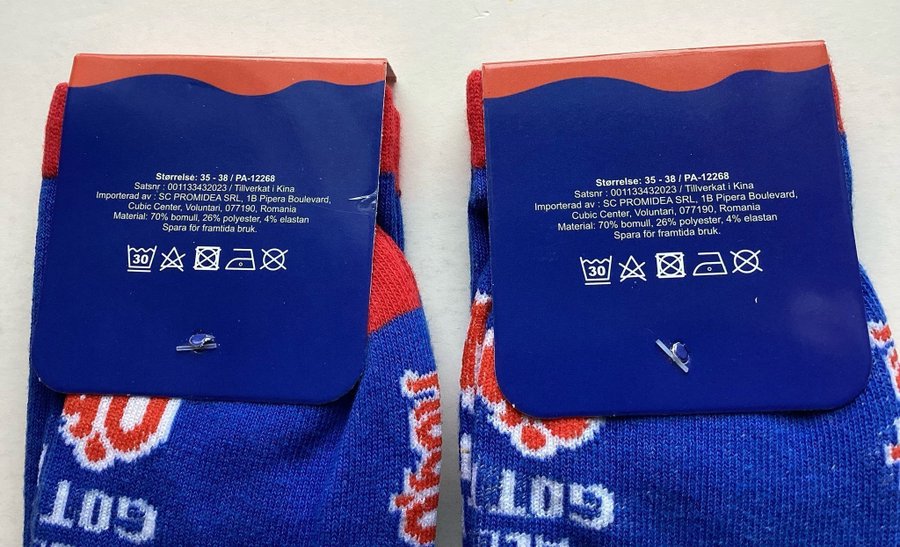 Størrelse: 35 - 38 / PA-12268
Satsnr : 001133432023 / Tillverkat i Kina
Importerad av : SC PROMIDEA SRL, 1B Pipera Boulevard,
Cubic Center, Voluntari, 077190, Romania
Material: 70% bomull, 26% polyester, 4% elastan
Spara för framtida bruk.
30
GOT
Størrelse: 35 - 38 / PA-12268
Satsnr : 001133432023 / Tillverkat i Kina
Importerad av : SC PROMIDEA SRL, 1B Pipera Boulevard,
Cubic Center, Voluntari, 077190, Romania
Material: 70% bomull, 26% polyester, 4% elastan
Spara för framtida bruk.
30
GOT